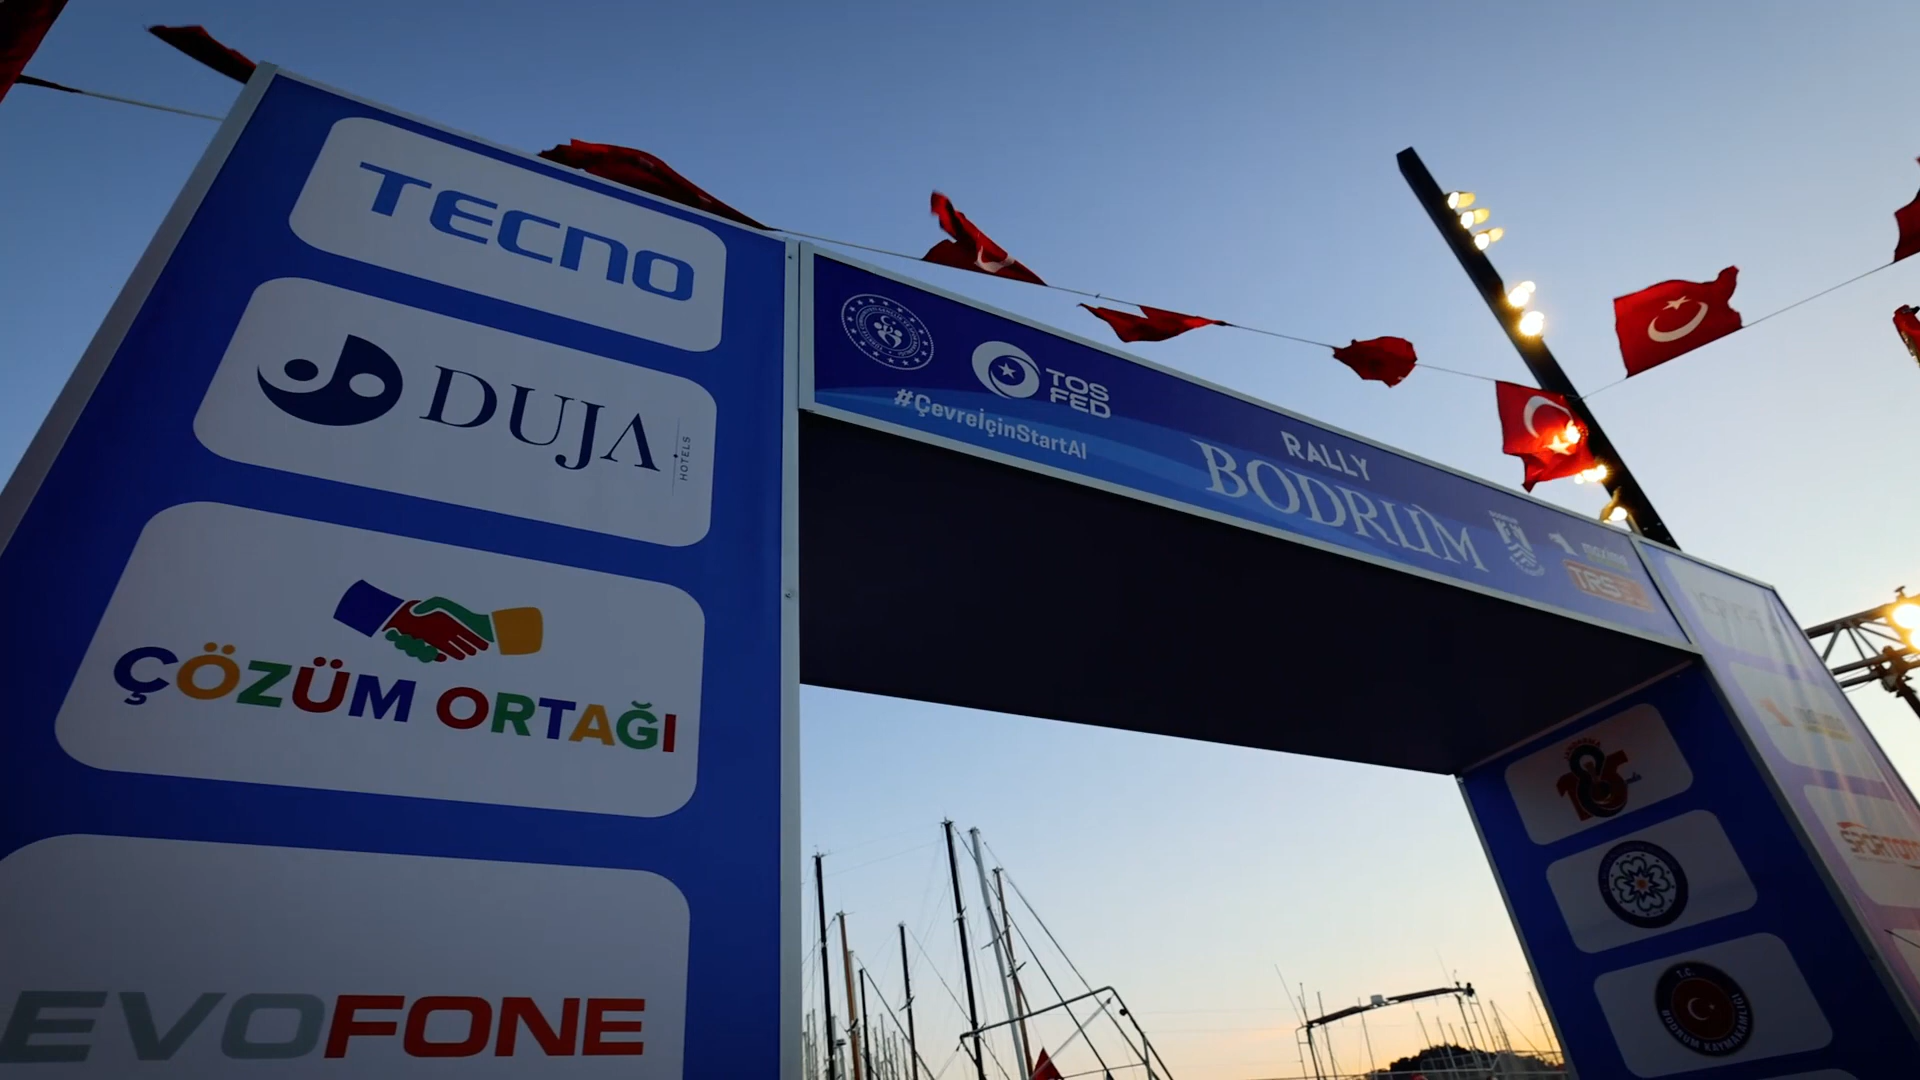 TECNO
DUJA
HOTELS
ÇÖZÜM ORTAĞI
EVOFONE
TOS
FED
#ÇevreİçinStartAl
RALLY
BODRUM
T.C.
BODRUM KAYMAKAMLIĞI